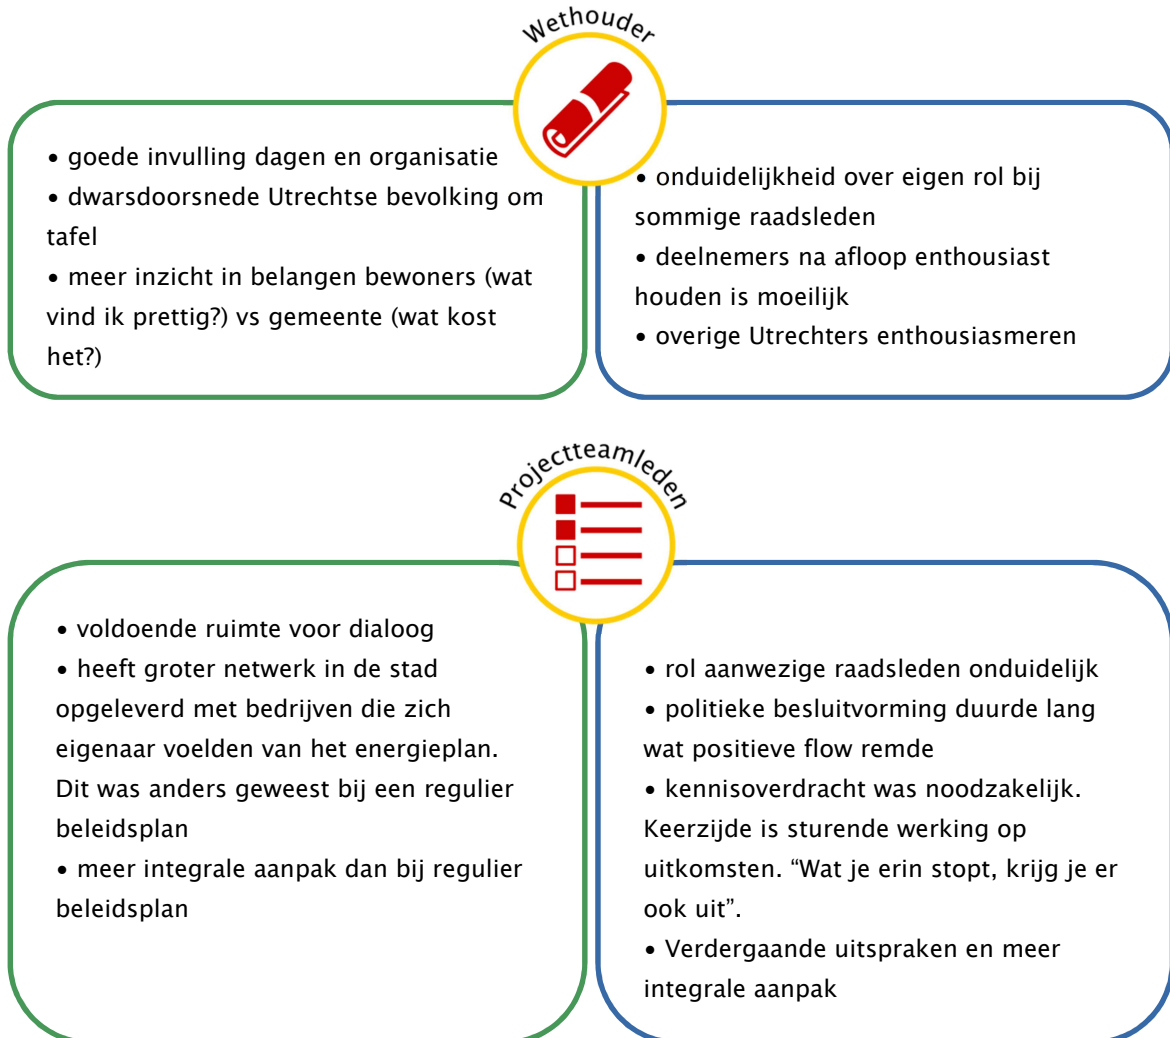 Wethouder
• goede invulling dagen en organisatie
• dwarsdoorsnede Utrechtse bevolking om
tafel
• meer inzicht in belangen bewoners (wat
vind ik prettig?) vs gemeente (wat kost
het?)
• onduidelijkheid over eigen rol bij
sommige raadsleden
• deelnemers na afloop enthousiast
houden is moeilijk
• overige Utrechters enthousiasmeren
Projectteamleden
• voldoende ruimte voor dialoog
• heeft groter netwerk in de stad
opgeleverd met bedrijven die zich
eigenaar voelden van het energieplan.
Dit was anders geweest bij een regulier
beleidsplan
• meer integrale aanpak dan bij regulier
beleidsplan
• rol aanwezige raadsleden onduidelijk
• politieke besluitvorming duurde lang
wat positieve flow remde
• kennisoverdracht was noodzakelijk.
Keerzijde is sturende werking op
uitkomsten. “Wat je erin stopt, krijg je er
ook uit”.
• Verdergaande uitspraken en meer
integrale aanpak